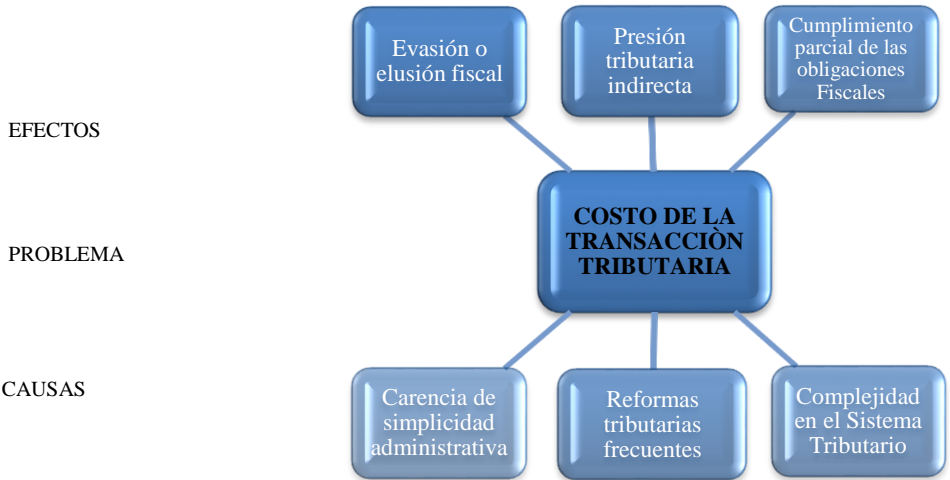 Evasión o
elusión fiscal
Presión
tributaria
indirecta
Cumplimiento
parcial de las
obligaciones
Fiscales
EFECTOS
COSTO DE LA
TRANSACCIÒN
TRIBUTARIA
PROBLEMA
CAUSAS
Carencia de
simplicidad
administrativa
Reformas
tributarias
frecuentes
Complejidad
en el Sistema
Tributario